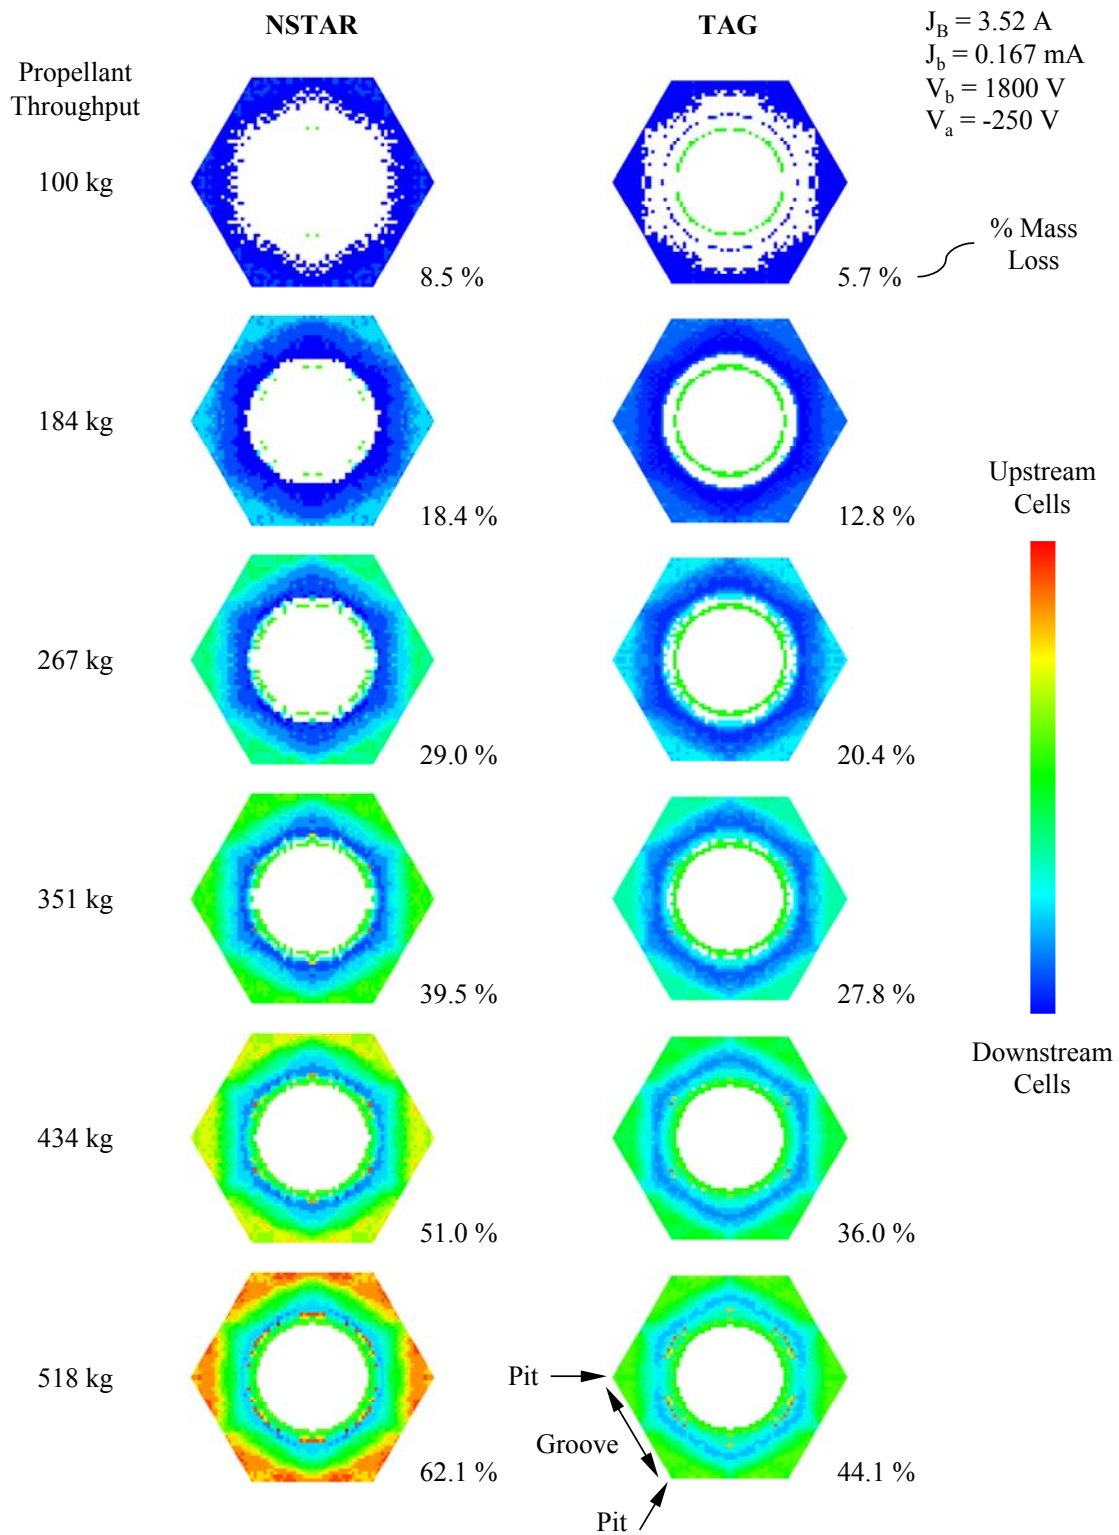 NSTAR
TAG
J_B = 3.52 A
J_b = 0.167 mA
V_b = 1800 V
V_a = -250 V
Propellant
Throughput
100 kg
8.5 %
5.7 %
% Mass
Loss
184 kg
18.4 %
12.8 %
267 kg
29.0 %
20.4 %
Upstream
Cells
351 kg
39.5 %
27.8 %
Downstream
Cells
434 kg
51.0 %
36.0 %
518 kg
62.1 %
44.1 %
Pit
Groove
Pit